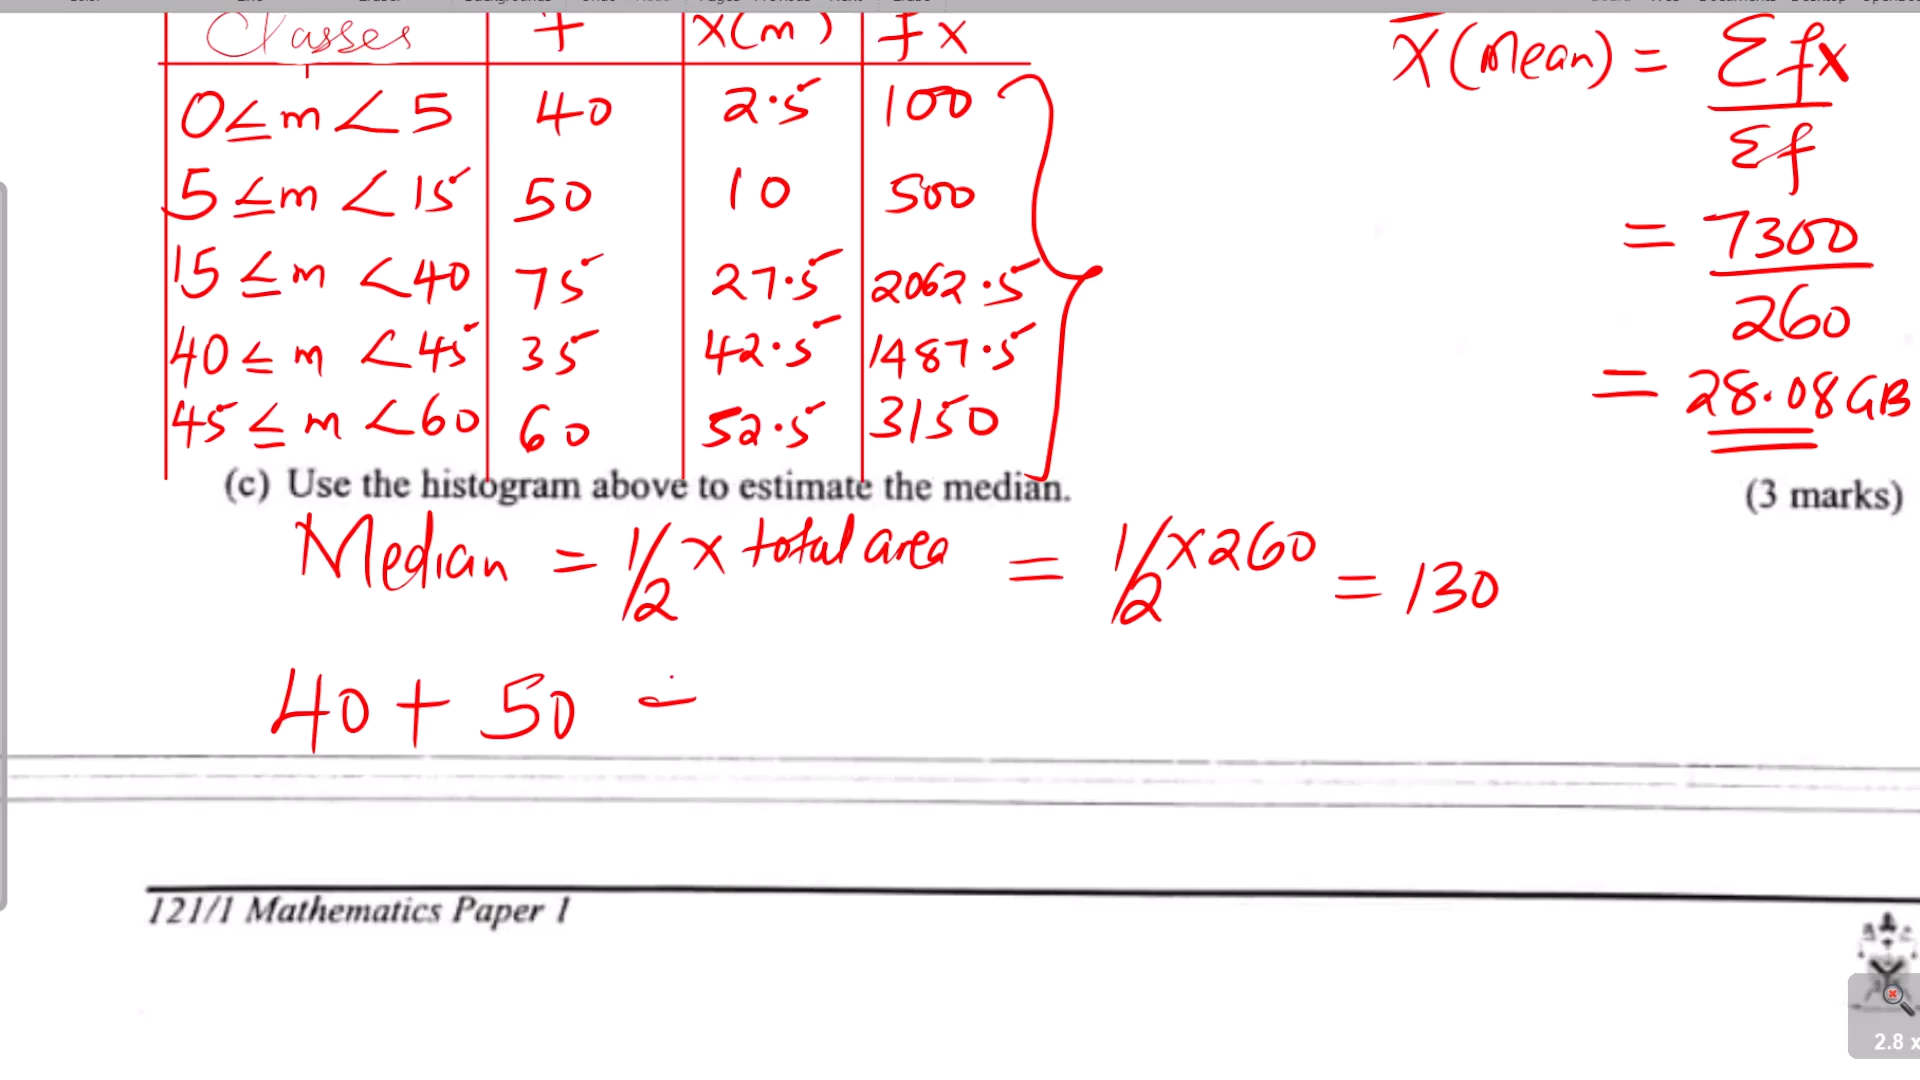 Classes f x(m) fx
0≤m<5 40 2.5 100
5≤m<15 50 10 500
15≤m<40 75 27.5 2062.5
40≤m<45 35 42.5 1487.5
45≤m<60 60 52.5 3150
x̄(Mean) = Σfx
Σf
= 7300
260
= 28.08GB
(c) Use the histogram above to estimate the median.
(3 marks)
Median = 1/2 x total area = 1/2 x 260 = 130
40 + 50 =
121/1 Mathematics Paper 1
2.8 x